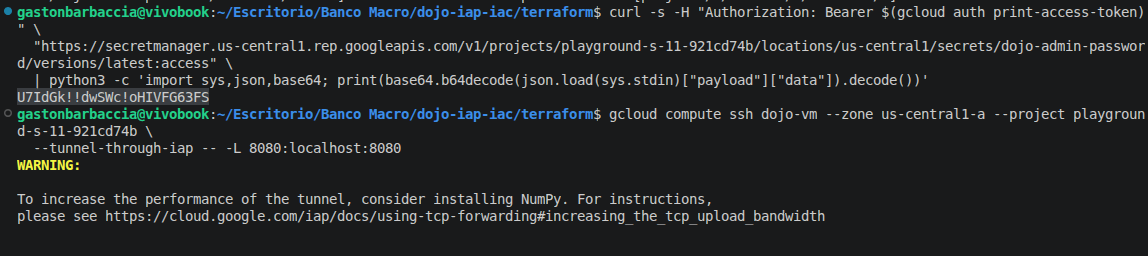 gastonbarbaccia@vivobook:~/Escritorio/Banco Macro/dojo-iap-iac/terraform$ curl -s -H "Authorization: Bearer $(gcloud auth print-access-token)
" \
"https://secretmanager.us-central1.rep.googleapis.com/v1/projects/playground-s-11-921cd74b/locations/us-central1/secrets/dojo-admin-passwor
d/versions/latest:access" \
| python3 -c 'import sys,json,base64; print(base64.b64decode(json.load(sys.stdin)["payload"]["data"]).decode())'
U7IdGk!!dwSWc!oHIVFG63FS
gastonbarbaccia@vivobook:~/Escritorio/Banco Macro/dojo-iap-iac/terraform$ gcloud compute ssh dojo-vm --zone us-central1-a --project playgroun
d-s-11-921cd74b \
--tunnel-through-iap -- -L 8080:localhost:8080
WARNING:
To increase the performance of the tunnel, consider installing NumPy. For instructions,
please see https://cloud.google.com/iap/docs/using-tcp-forwarding#increasing_the_tcp_upload_bandwidth